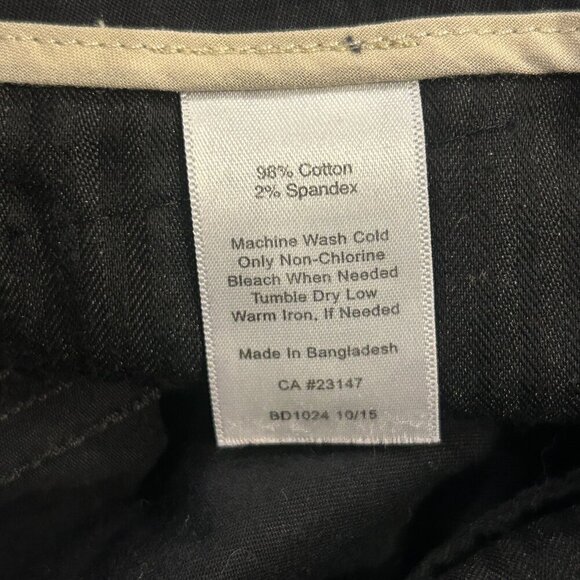 98% Cotton
2% Spandex
Machine Wash Cold
Only Non-Chlorine
Bleach When Needed
Tumble Dry Low
Warm Iron, If Needed
Made In Bangladesh
CA #23147
BD1024 10/15